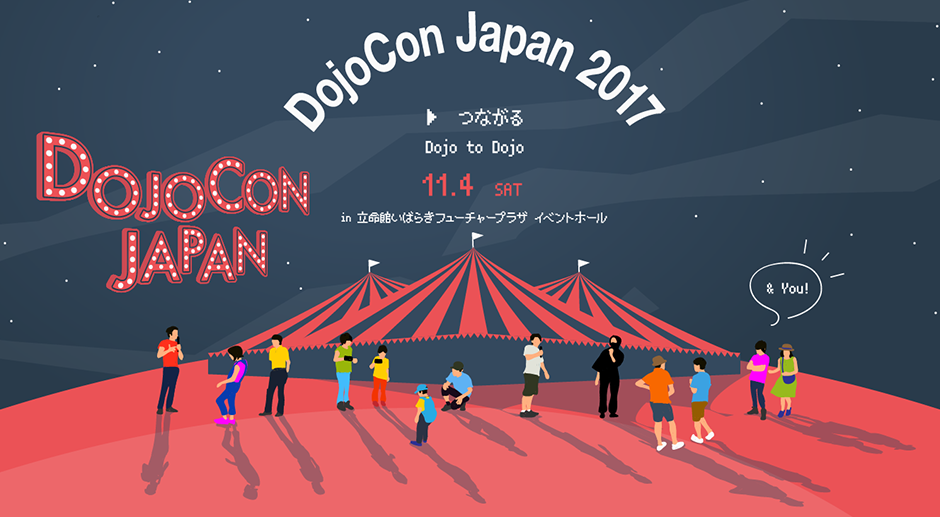 DojoCon Japan 2017
つながる
Dojo to Dojo
11.4 SAT
in 立命館いばらきフューチャープラザ イベントホール
DOJOCON
JAPAN
& You!